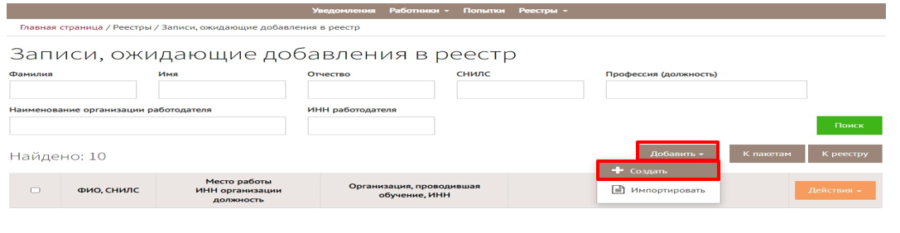 Уведомления Работники Попытки Реестры
Главная страница / Реестры / Записи, ожидающие добавления в реестр
Записи, ожидающие добавления в реестр
Фамилия Имя Отчество СНИЛС Профессия (должность)
Наименование организации работодателя ИНН работодателя
Поиск
Найдено: 10 Добавить К пакетам К реестру
Создать
Импортировать
ФИО, СНИЛС Место работы Организация, проводившая Действия
ИНН организации обучение, ИНН
должность